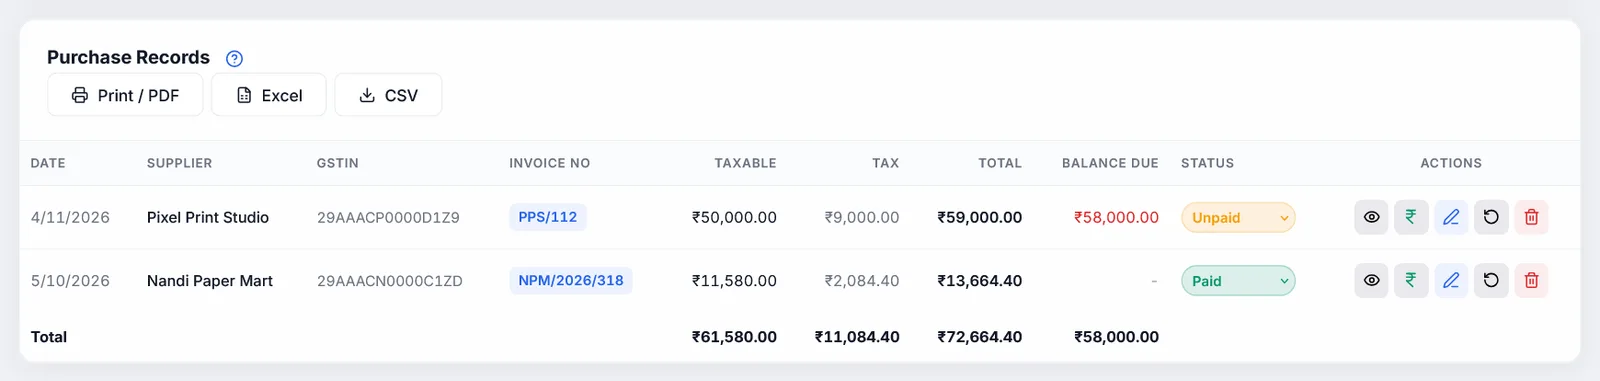 Purchase Records
Print / PDF Excel CSV
DATE SUPPLIER GSTIN INVOICE NO TAXABLE TAX TOTAL BALANCE DUE STATUS ACTIONS
4/11/2026 Pixel Print Studio 29AAACP0000D1Z9 PPS/112 ₹50,000.00 ₹9,000.00 ₹59,000.00 ₹58,000.00 Unpaid ₹
5/10/2026 Nandi Paper Mart 29AAACN0000C1ZD NPM/2026/318 ₹11,580.00 ₹2,084.40 ₹13,664.40 - Paid ₹
Total ₹61,580.00 ₹11,084.40 ₹72,664.40 ₹58,000.00